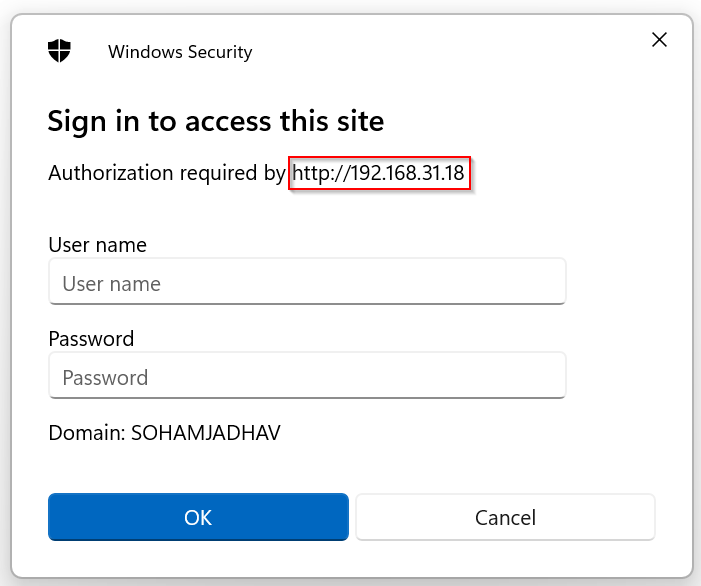 Windows Security
Sign in to access this site
Authorization required by http://192.168.31.18
User name
User name
Password
Password
Domain: SOHAMJADHAV
OK Cancel